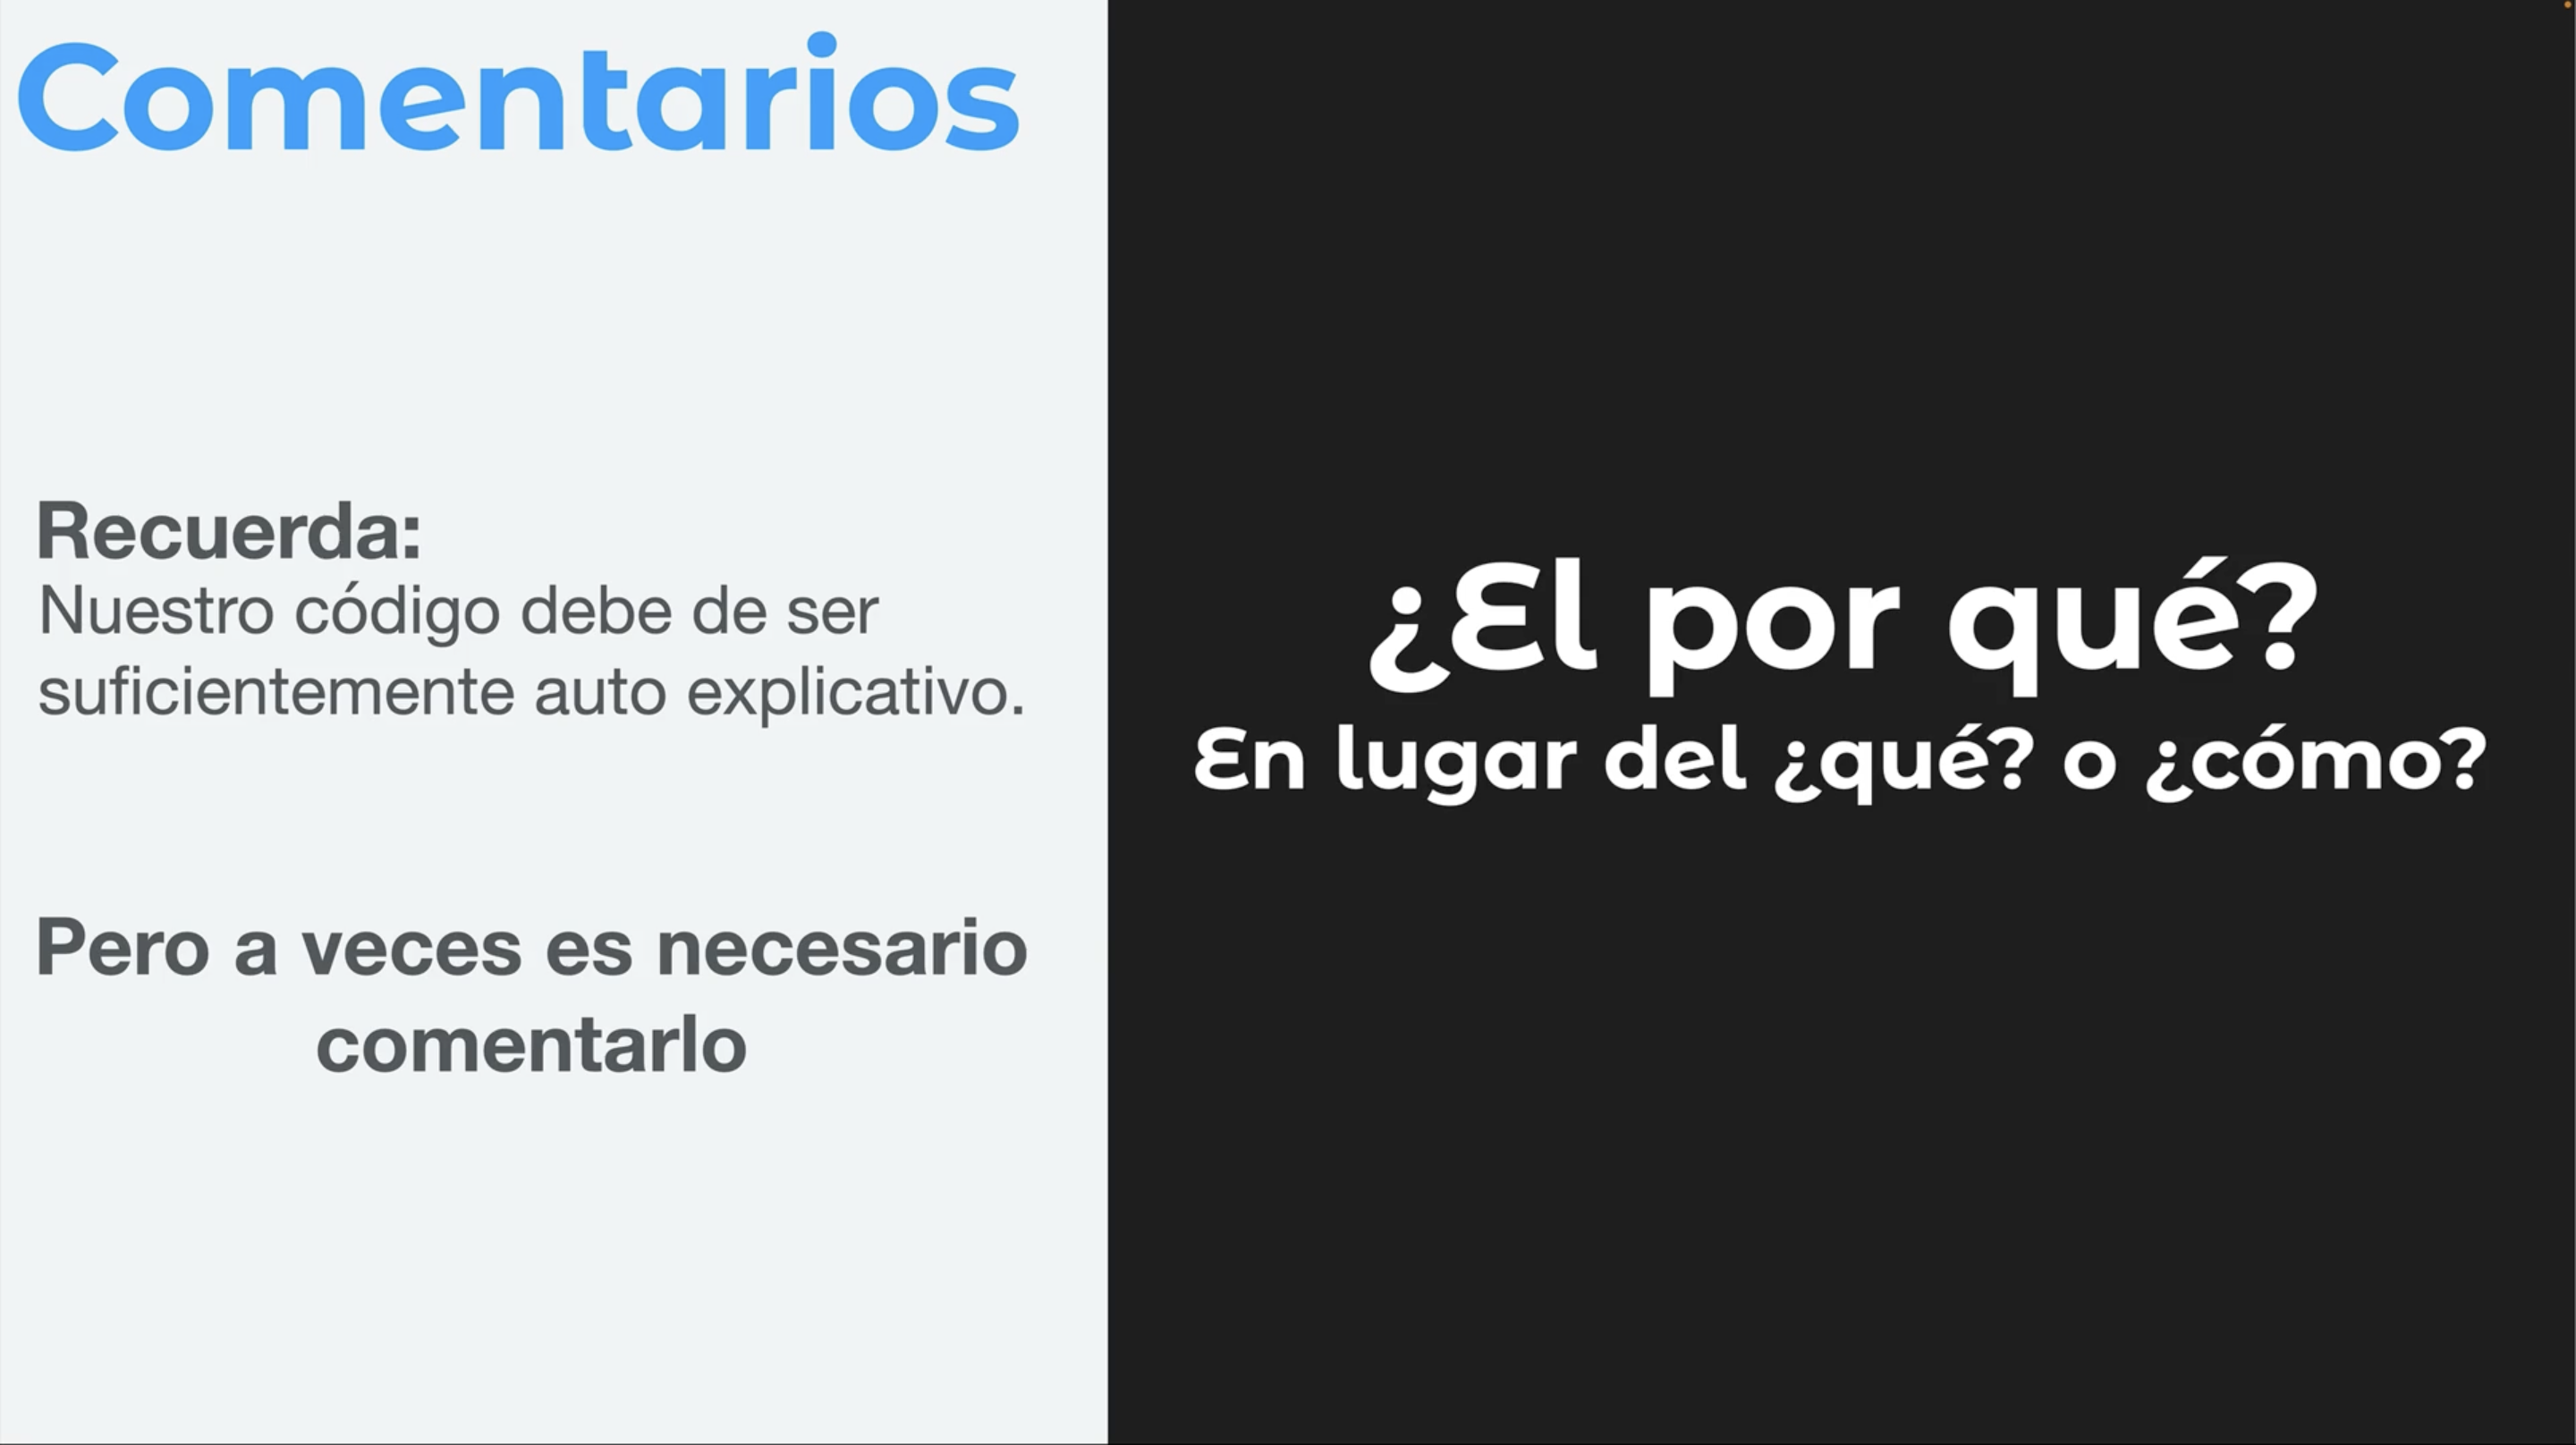 Comentarios
Recuerda:
Nuestro código debe de ser
suficientemente auto explicativo.
Pero a veces es necesario
comentarlo
¿El por qué?
En lugar del ¿qué? o ¿cómo?